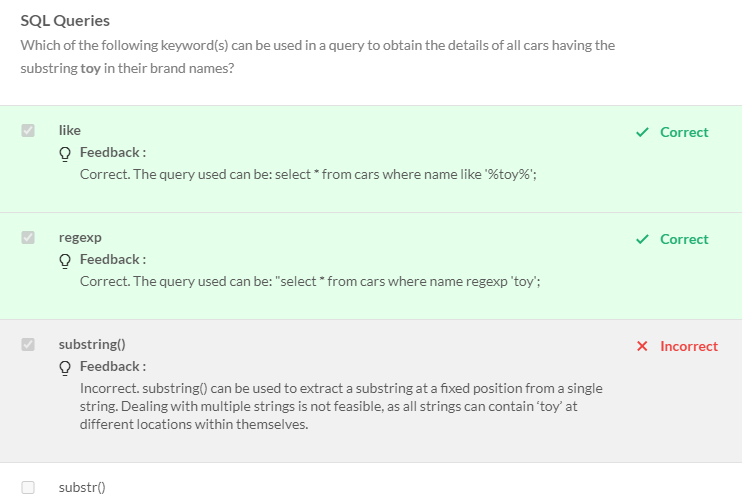 SQL Queries
Which of the following keyword(s) can be used in a query to obtain the details of all cars having the
substring toy in their brand names?
like
Correct
Feedback :
Correct. The query used can be: select * from cars where name like '%toy%';
regexp
Correct
Feedback :
Correct. The query used can be: "select * from cars where name regexp 'toy';
substring()
Incorrect
Feedback :
Incorrect. substring() can be used to extract a substring at a fixed position from a single
string. Dealing with multiple strings is not feasible, as all strings can contain ‘toy’ at
different locations within themselves.
substr()